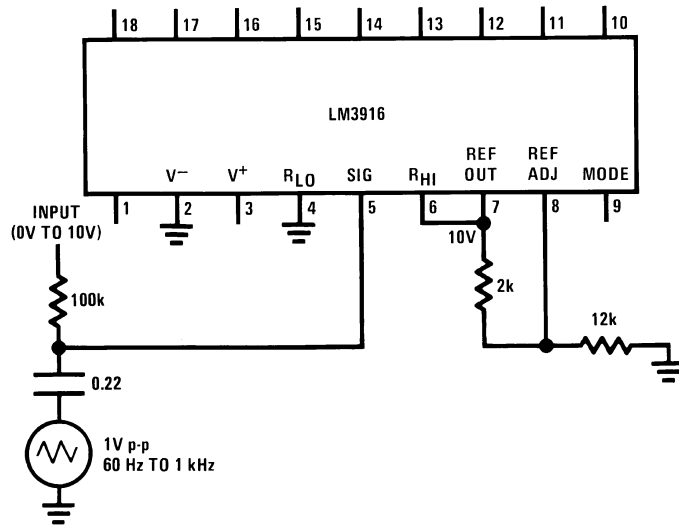 18 17 16 15 14 13 12 11 10
LM3916
V− V+ RLO SIG RHI REF OUT REF ADJ MODE
1 2 3 4 5 6 7 8 9
INPUT
(0V TO 10V)
10V
100k
2k
12k
0.22
1V p-p
60 Hz TO 1 kHz